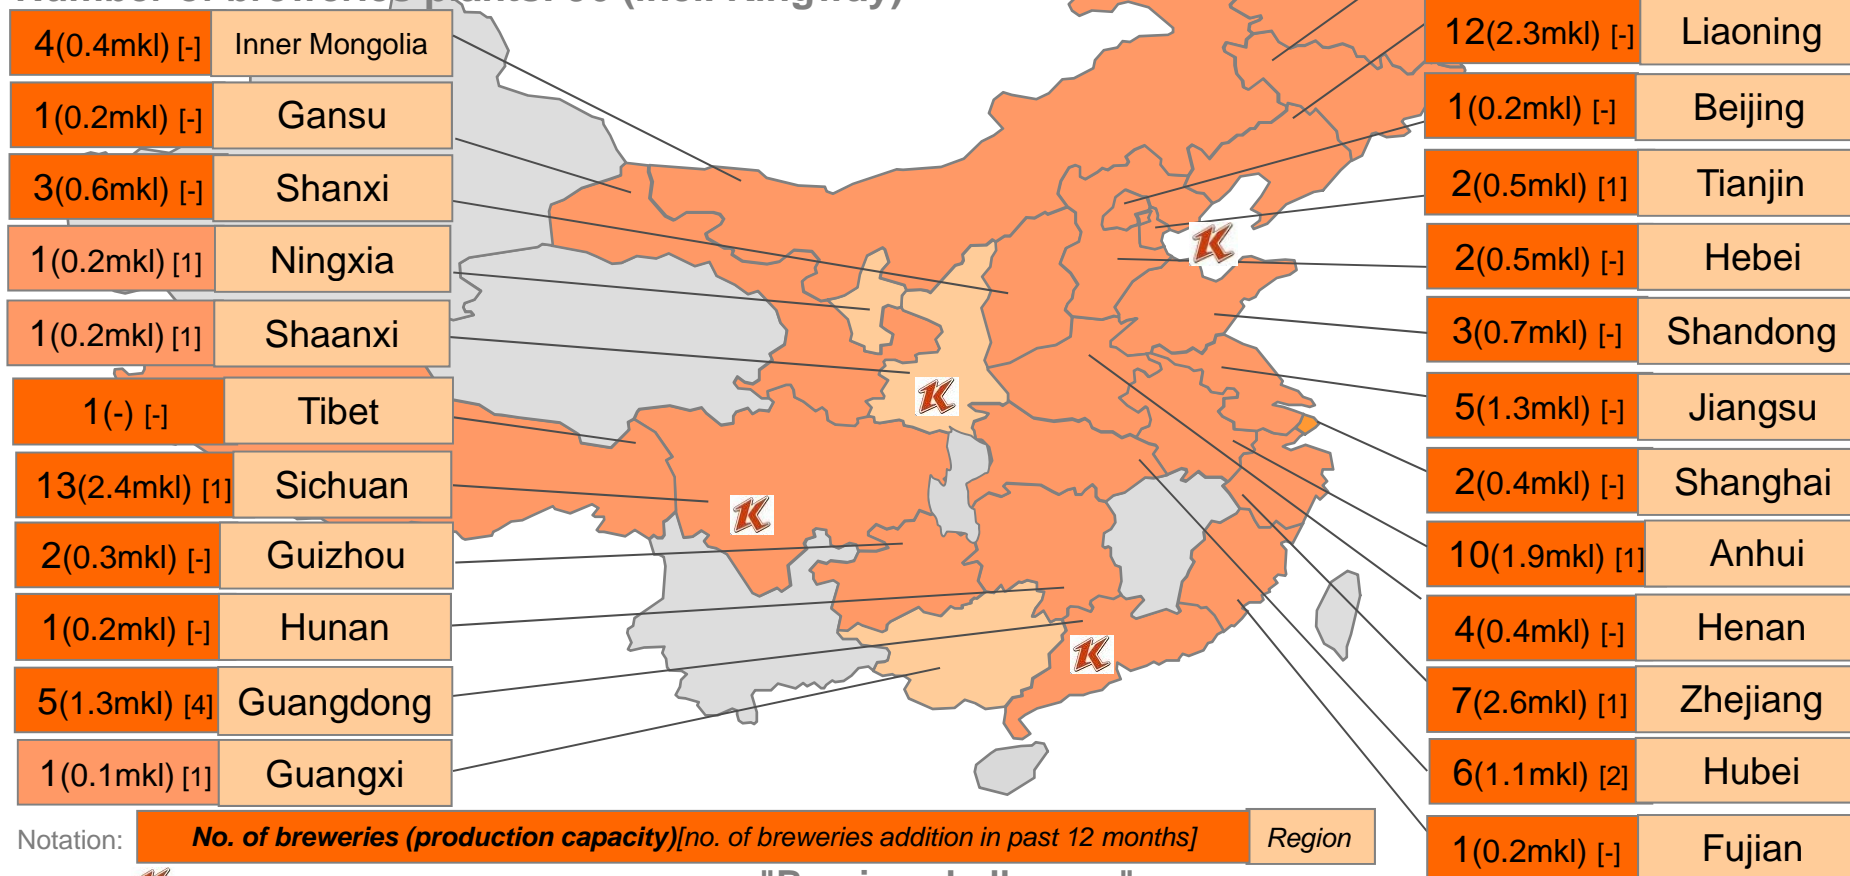 4(0.4mkl) [-] Inner Mongolia
1(0.2mkl) [-] Gansu
3(0.6mkl) [-] Shanxi
1(0.2mkl) [1] Ningxia
1(0.2mkl) [1] Shaanxi
1(-) [-] Tibet
13(2.4mkl) [1] Sichuan
2(0.3mkl) [-] Guizhou
1(0.2mkl) [-] Hunan
5(1.3mkl) [4] Guangdong
1(0.1mkl) [1] Guangxi
12(2.3mkl) [-] Liaoning
1(0.2mkl) [-] Beijing
2(0.5mkl) [1] Tianjin
2(0.5mkl) [-] Hebei
3(0.7mkl) [-] Shandong
5(1.3mkl) [-] Jiangsu
2(0.4mkl) [-] Shanghai
10(1.9mkl) [1] Anhui
4(0.4mkl) [-] Henan
7(2.6mkl) [1] Zhejiang
6(1.1mkl) [2] Hubei
1(0.2mkl) [-] Fujian
K
K
K
K
Notation: No. of breweries (production capacity)[no. of breweries addition in past 12 months] Region